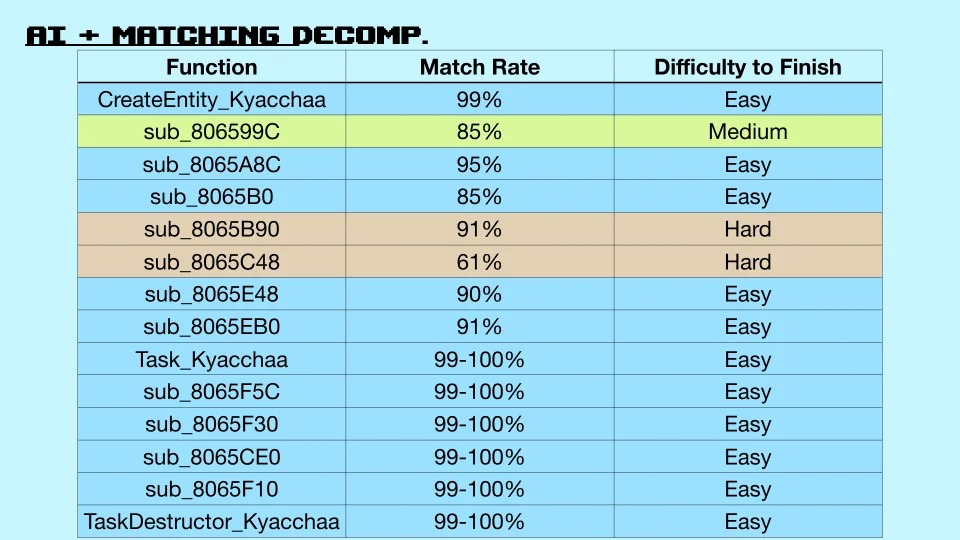 AI + MATCHING DECOMP.
Function Match Rate Difficulty to Finish
CreateEntity_Kyacchaa 99% Easy
sub_806599C 85% Medium
sub_8065A8C 95% Easy
sub_8065B0 85% Easy
sub_8065B90 91% Hard
sub_8065C48 61% Hard
sub_8065E48 90% Easy
sub_8065EB0 91% Easy
Task_Kyacchaa 99-100% Easy
sub_8065F5C 99-100% Easy
sub_8065F30 99-100% Easy
sub_8065CE0 99-100% Easy
sub_8065F10 99-100% Easy
TaskDestructor_Kyacchaa 99-100% Easy